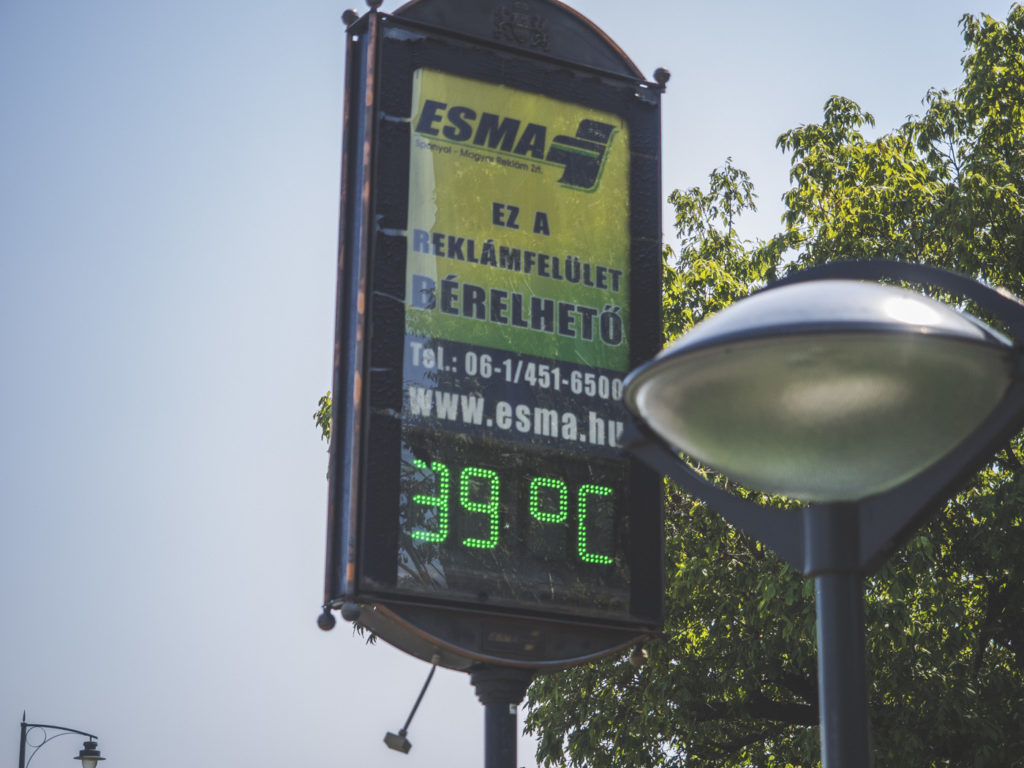 ESMA
Spanyol - Magyar Reklám Zrt.
EZ A
REKLÁMFELÜLET
BÉRELHETŐ
Tel.: 06-1/451-6500
www.esma.hu
39 °C